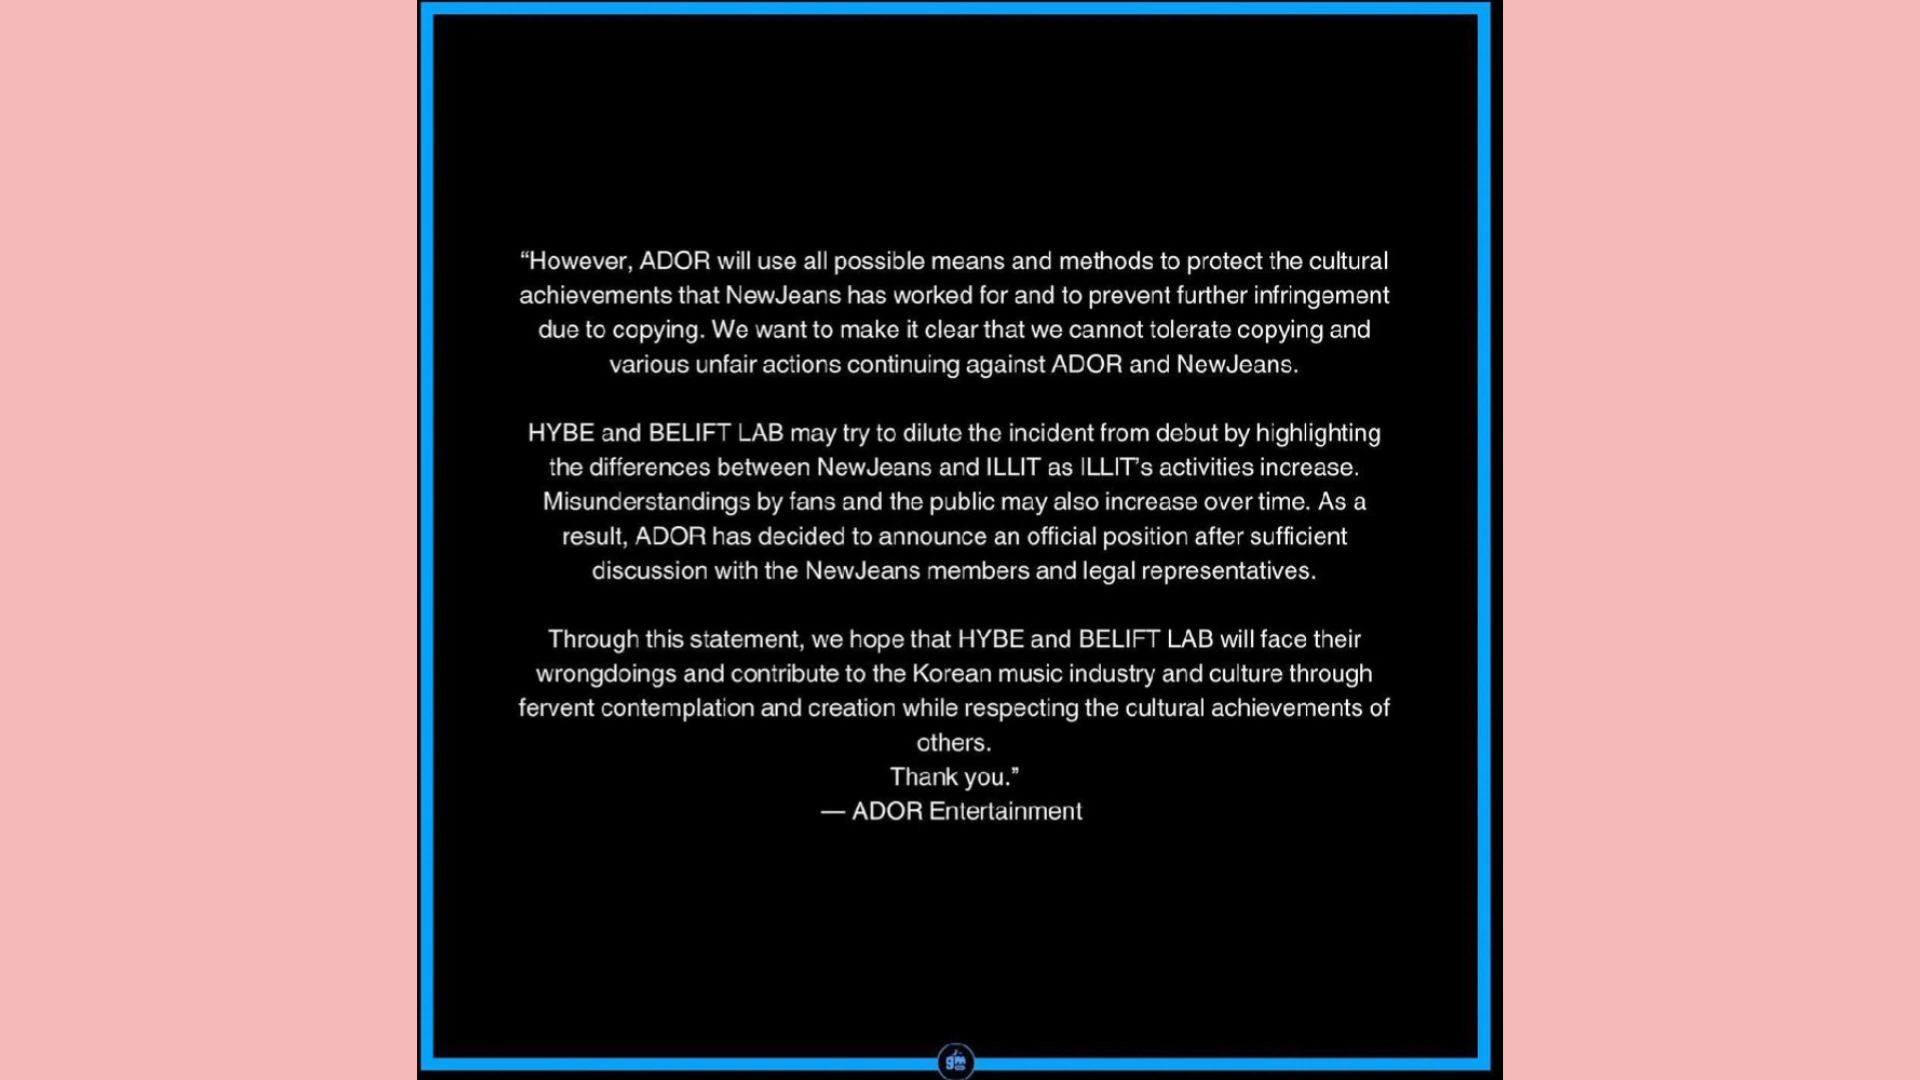 “However, ADOR will use all possible means and methods to protect the cultural
achievements that NewJeans has worked for and to prevent further infringement
due to copying. We want to make it clear that we cannot tolerate copying and
various unfair actions continuing against ADOR and NewJeans.
HYBE and BELIFT LAB may try to dilute the incident from debut by highlighting
the differences between NewJeans and ILLIT as ILLIT’s activities increase.
Misunderstandings by fans and the public may also increase over time. As a
result, ADOR has decided to announce an official position after sufficient
discussion with the NewJeans members and legal representatives.
Through this statement, we hope that HYBE and BELIFT LAB will face their
wrongdoings and contribute to the Korean music industry and culture through
fervent contemplation and creation while respecting the cultural achievements of
others.
Thank you.”
— ADOR Entertainment
gm